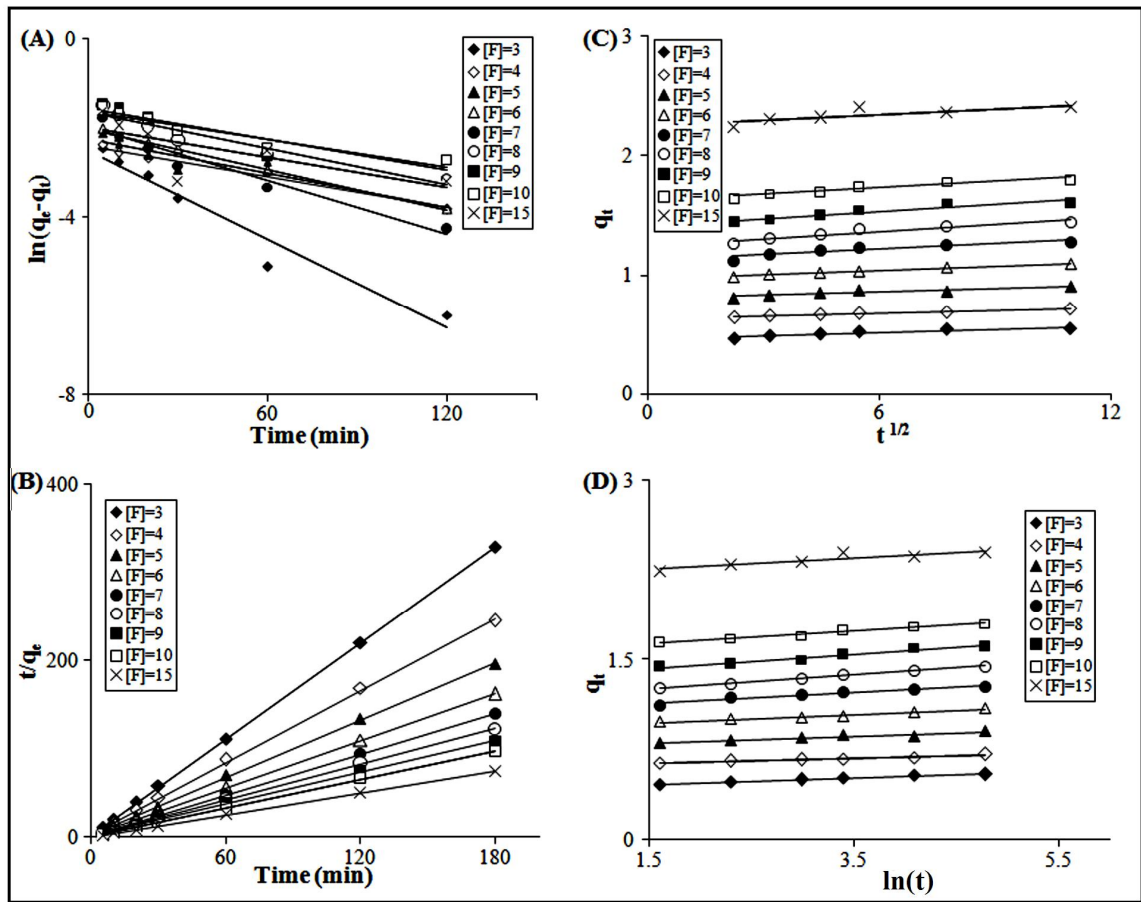 (A)
0
-4
-8
ln(qe-qt)
0
60
120
Time (min)
[F]=3
[F]=4
[F]=5
[F]=6
[F]=7
[F]=8
[F]=9
[F]=10
[F]=15
(C)
3
2
1
0
qt
0
6
12
t 1/2
[F]=3
[F]=4
[F]=5
[F]=6
[F]=7
[F]=8
[F]=9
[F]=10
[F]=15
(B)
400
200
0
t/qe
0
60
120
180
Time (min)
[F]=3
[F]=4
[F]=5
[F]=6
[F]=7
[F]=8
[F]=9
[F]=10
[F]=15
(D)
3
1.5
0
qt
1.5
3.5
5.5
ln(t)
[F]=3
[F]=4
[F]=5
[F]=6
[F]=7
[F]=8
[F]=9
[F]=10
[F]=15